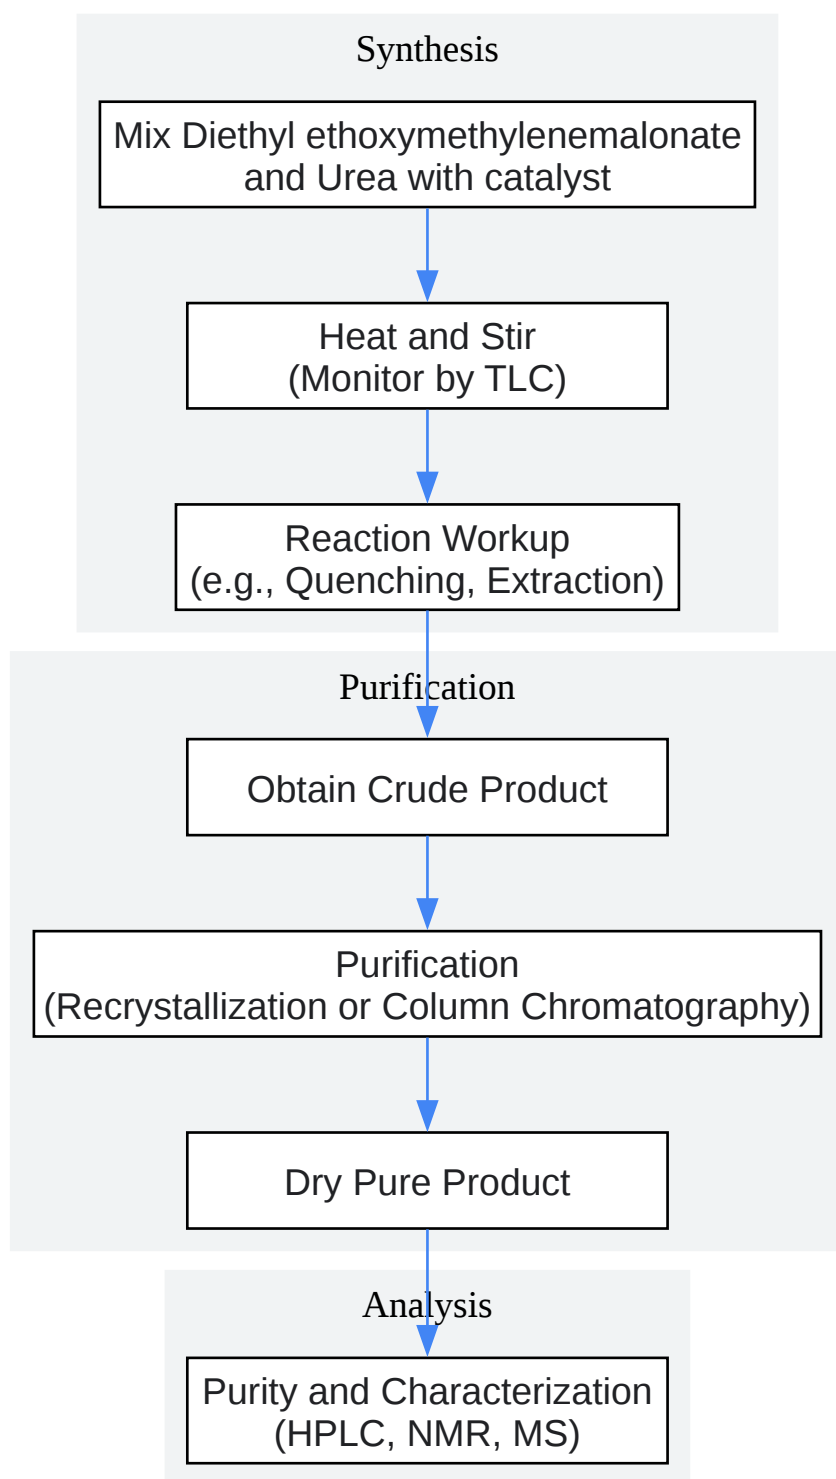 Synthesis
Mix Diethyl ethoxymethylenemalonate
and Urea with catalyst
Heat and Stir
(Monitor by TLC)
Reaction Workup
(e.g., Quenching, Extraction)
Purification
Obtain Crude Product
Purification
(Recrystallization or Column Chromatography)
Dry Pure Product
Analysis
Purity and Characterization
(HPLC, NMR, MS)